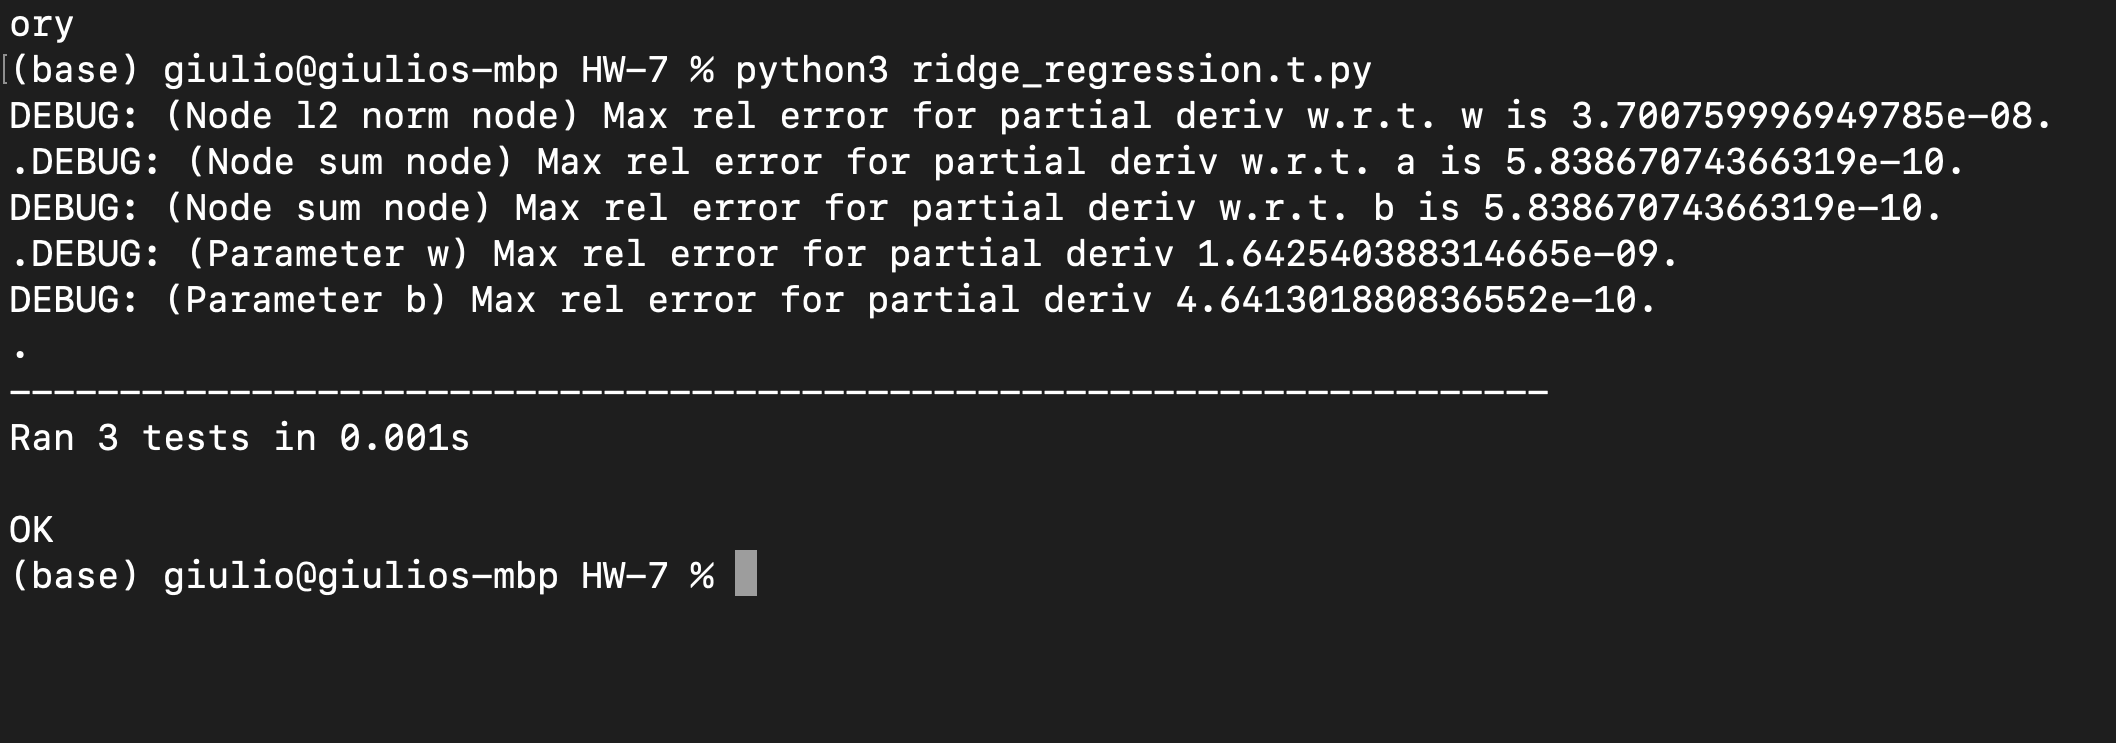 ory
(base) giulio@giulios-mbp HW-7 % python3 ridge_regression.t.py
DEBUG: (Node l2 norm node) Max rel error for partial deriv w.r.t. w is 3.700759996949785e-08.
.DEBUG: (Node sum node) Max rel error for partial deriv w.r.t. a is 5.83867074366319e-10.
DEBUG: (Node sum node) Max rel error for partial deriv w.r.t. b is 5.83867074366319e-10.
.DEBUG: (Parameter w) Max rel error for partial deriv 1.642540388314665e-09.
DEBUG: (Parameter b) Max rel error for partial deriv 4.641301880836552e-10.
.
----------------------------------------------------------------------
Ran 3 tests in 0.001s
OK
(base) giulio@giulios-mbp HW-7 %